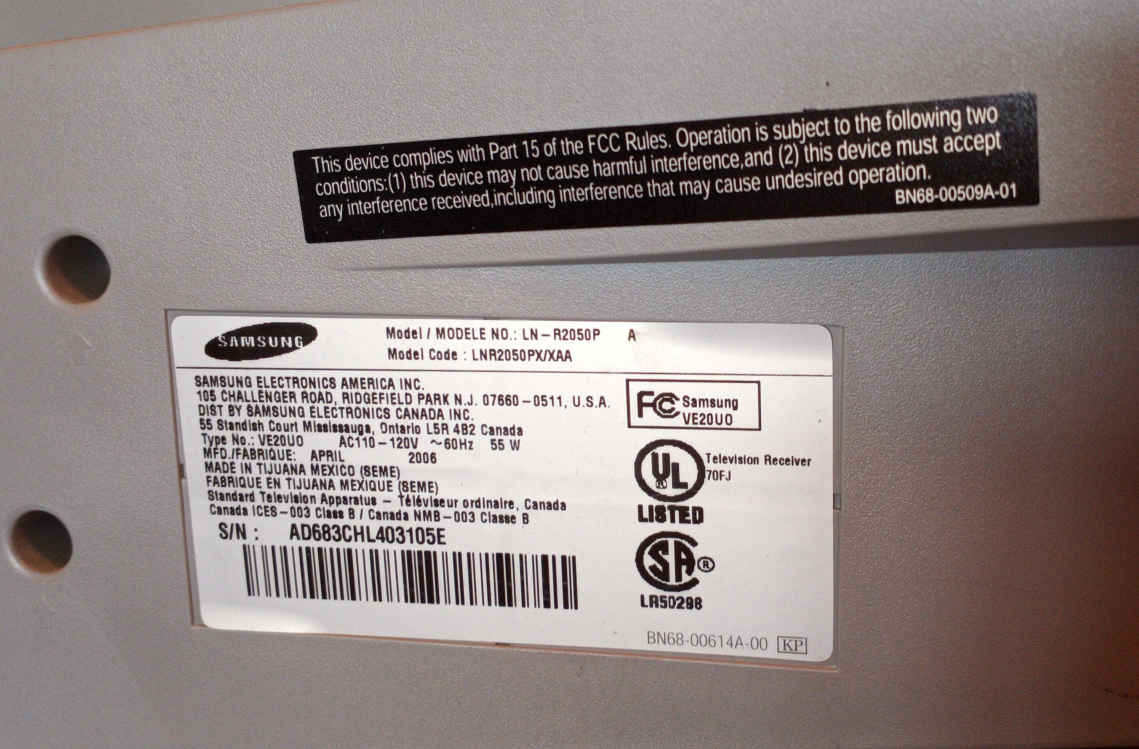 This device complies with Part 15 of the FCC Rules. Operation is subject to the following two
conditions:(1) this device may not cause harmful interference,and (2) this device must accept
any interference received,including interference that may cause undesired operation.
BN68-00509A-01
SAMSUNG
Model / MODELE NO.: LN-R2050P A
Model Code : LNR2050PX/XAA
SAMSUNG ELECTRONICS AMERICA INC.
105 CHALLENGER ROAD, RIDGEFIELD PARK N.J. 07660-0511, U.S.A.
DIST BY SAMSUNG ELECTRONICS CANADA INC.
55 Standish Court Mississauga, Ontario L5R 4B2 Canada
Type No.: VE20UO AC110-120V ~60Hz 55 W
MFD./FABRIQUE: APRIL 2006
MADE IN TIJUANA MEXICO (SEME)
FABRIQUE EN TIJUANA MEXIQUE (SEME)
Standard Television Apparatus - Téléviseur ordinaire, Canada
Canada ICES-003 Class B / Canada NMB-003 Classe B
S/N : AD683CHL403105E
FC Samsung
VE20UO
UL ®
Television Receiver
70FJ
LISTED
SA ®
LR50298
BN68-00614A-00 KP